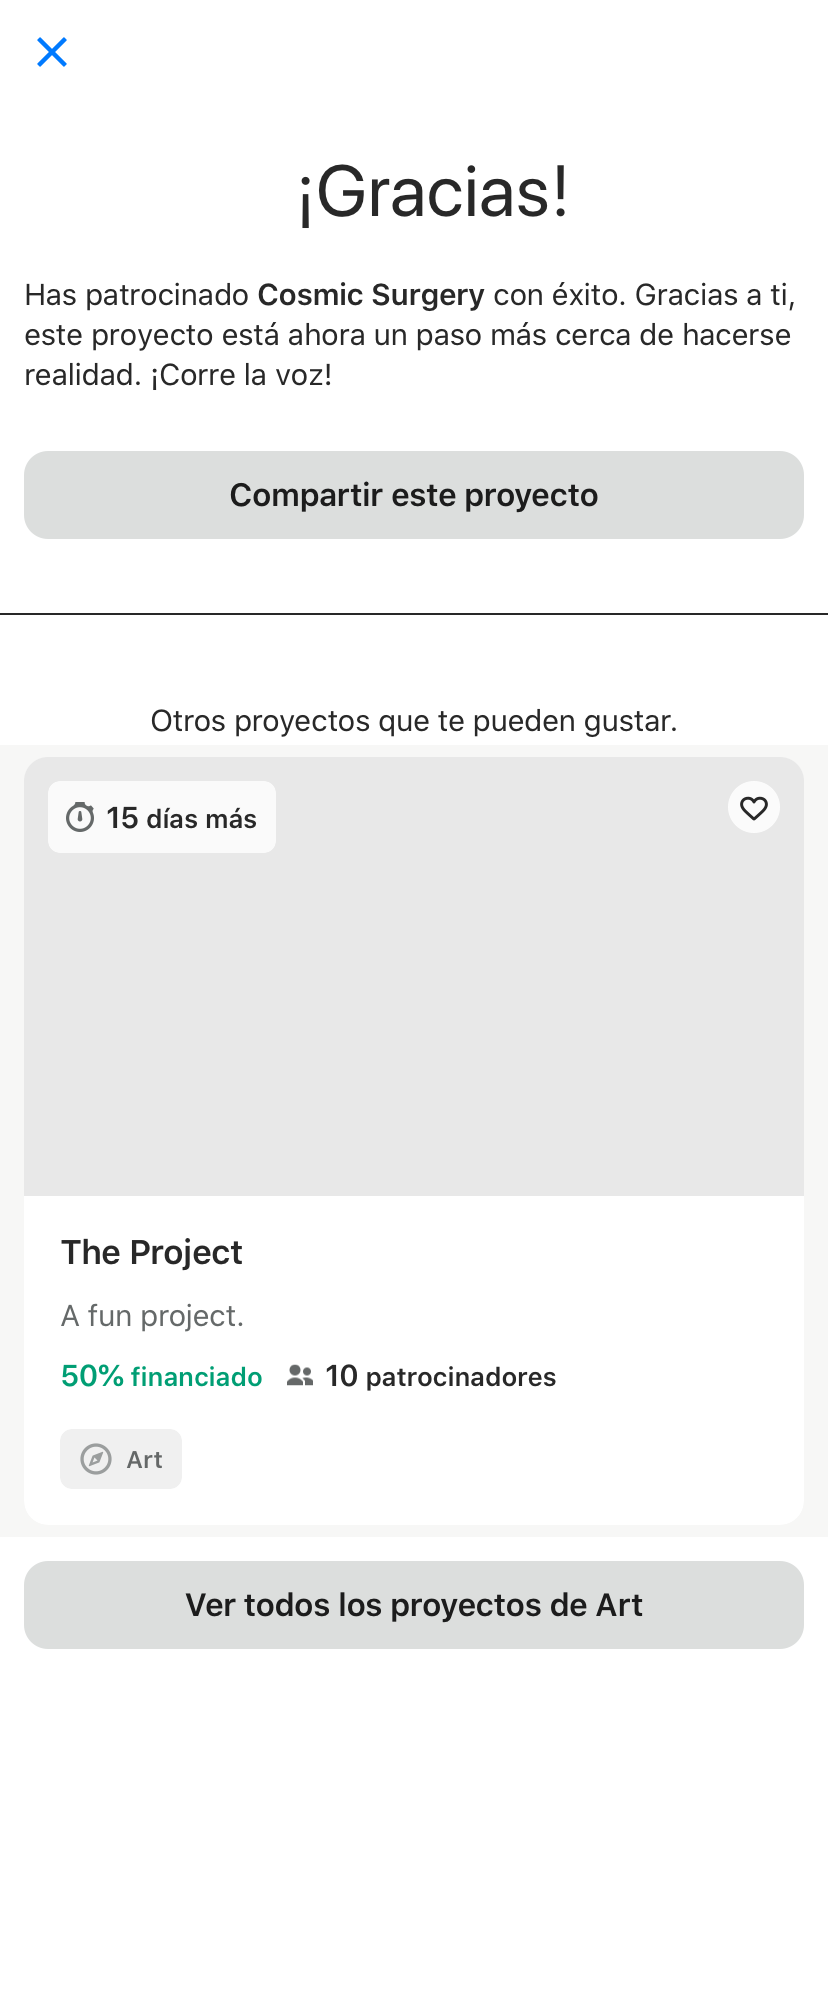 ¡Gracias!
Has patrocinado Cosmic Surgery con éxito. Gracias a ti,
este proyecto está ahora un paso más cerca de hacerse
realidad. ¡Corre la voz!
Compartir este proyecto
Otros proyectos que te pueden gustar.
15 días más
The Project
A fun project.
50% financiado 10 patrocinadores
Art
Ver todos los proyectos de Art